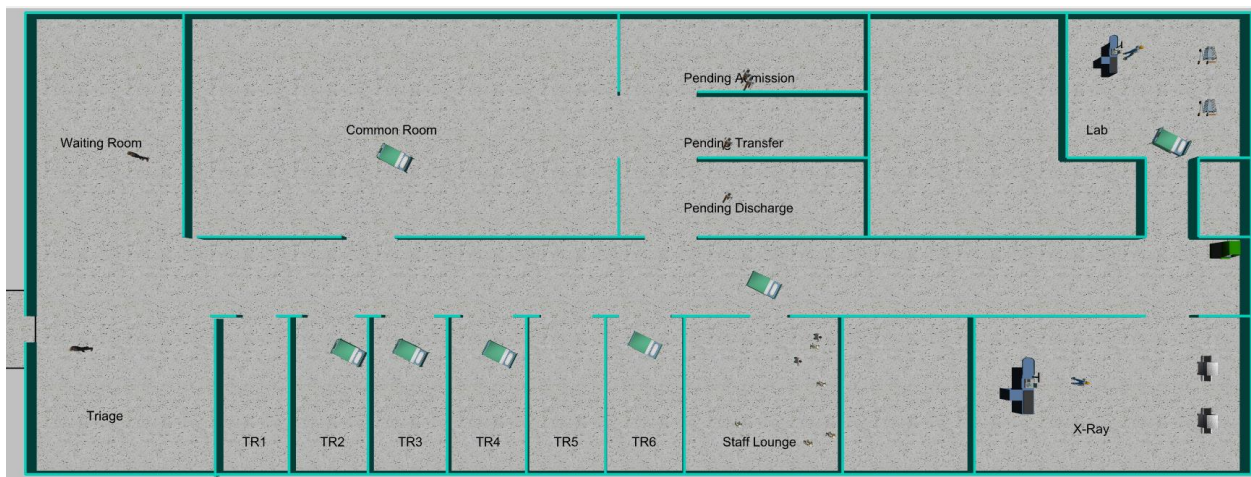 Pending Admission
Common Room
Lab
Waiting Room
Pending Transfer
Pending Discharge
Triage
TR1
TR2
TR3
TR4
TR5
TR6
Staff Lounge
X-Ray